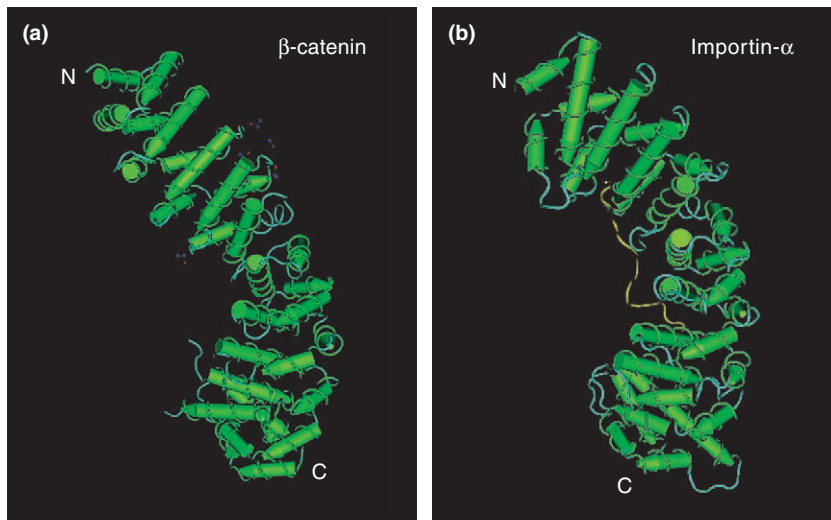 (a)
β-catenin
N
C
(b)
Importin-α
N
C